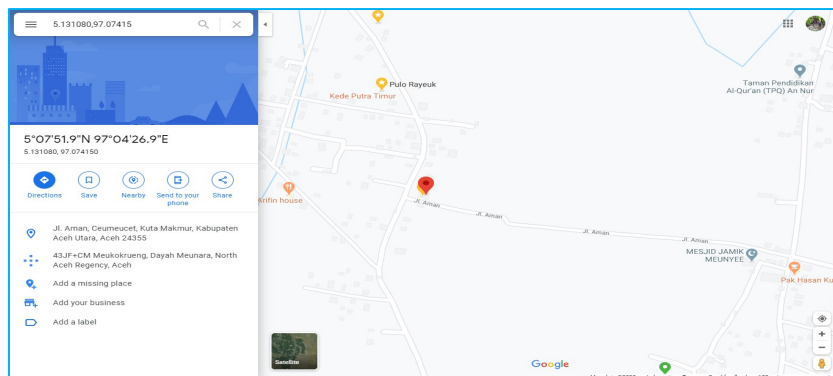 5.131080,97.07415
5°07'51.9"N 97°04'26.9"E
5.131080, 97.074150
Directions
Save
Nearby
Send to your
phone
Share
Jl. Aman, Ceumeucet, Kuta Makmur, Kabupaten
Aceh Utara, Aceh 24355
43JF+CM Meukokrueng, Dayah Meunara, North
Aceh Regency, Aceh
Add a missing place
Add your business
Add a label
Pulo Rayeuk
Kede Putra Timur
Taman Pendidikan
Al-Qur'an (TPQ) An Nur
Arifin house
Jl. Aman
Jl. Aman
Jl. Aman
MESJID JAMIK
MEUNYEE
Pak Hasan Ku
Satellite
Google